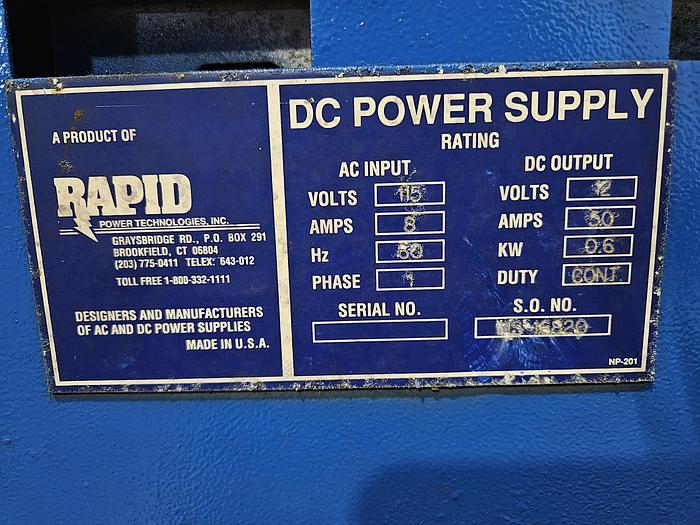 A PRODUCT OF
RAPID
POWER TECHNOLOGIES, INC.
GRAYSBRIDGE RD., P.O. BOX 291
BROOKFIELD, CT 06804
(203) 775-0411 TELEX: 643-012
TOLL FREE 1-800-332-1111
DESIGNERS AND MANUFACTURERS
OF AC AND DC POWER SUPPLIES
MADE IN U.S.A.
DC POWER SUPPLY
RATING
AC INPUT
VOLTS 115
AMPS 8
Hz 60
PHASE 1
SERIAL NO.
DC OUTPUT
VOLTS 12
AMPS 50
KW 0.6
DUTY CONT.
S.O. NO.
NP-201